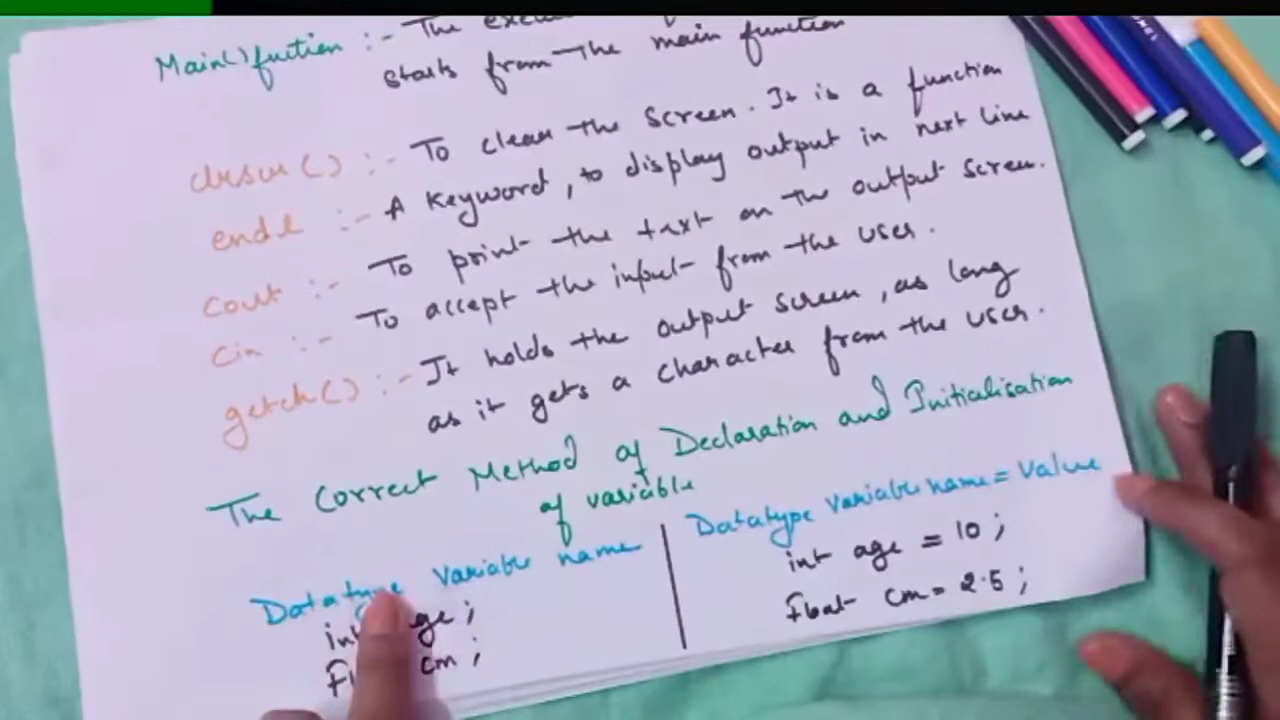 Main() fuction :- The
starts from The main function
clrscr() :- To clean the screen. It is a function
endl :- A Keyword, to display output in next line
cout :- To print the text on the output screen.
cin :- To accept the input from the user.
getch() :- It holds the output screen, as long
as it gets a character from the user.
The Correct Method of Declaration and Initialisation
of variable
Datatype Variable name
int age;
cm;
Datatype Variable name = Value
int age = 10;
float cm = 2.5;